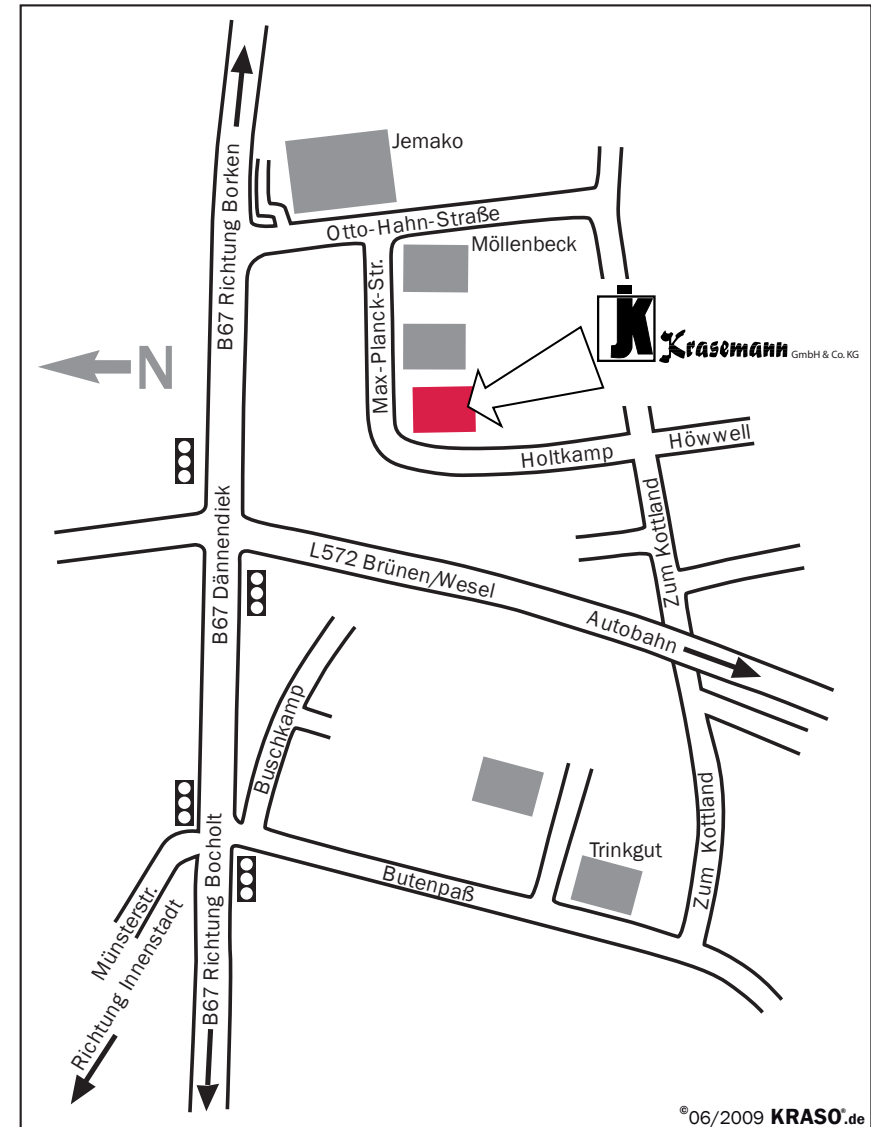 Jemako
Otto-Hahn-Straße
B67 Richtung Borken
Möllenbeck
Max-Planck-Str.
N
JK Krasemann GmbH & Co. KG
Holtkamp
Höwwell
Zum Kottland
B67 Dännendiek
L572 Brünen/Wesel
Autobahn
Buschkamp
Trinkgut
Zum Kottland
Butenpaß
Münsterstr.
Richtung Innenstadt
B67 Richtung Bocholt
©06/2009 KRASO®.de